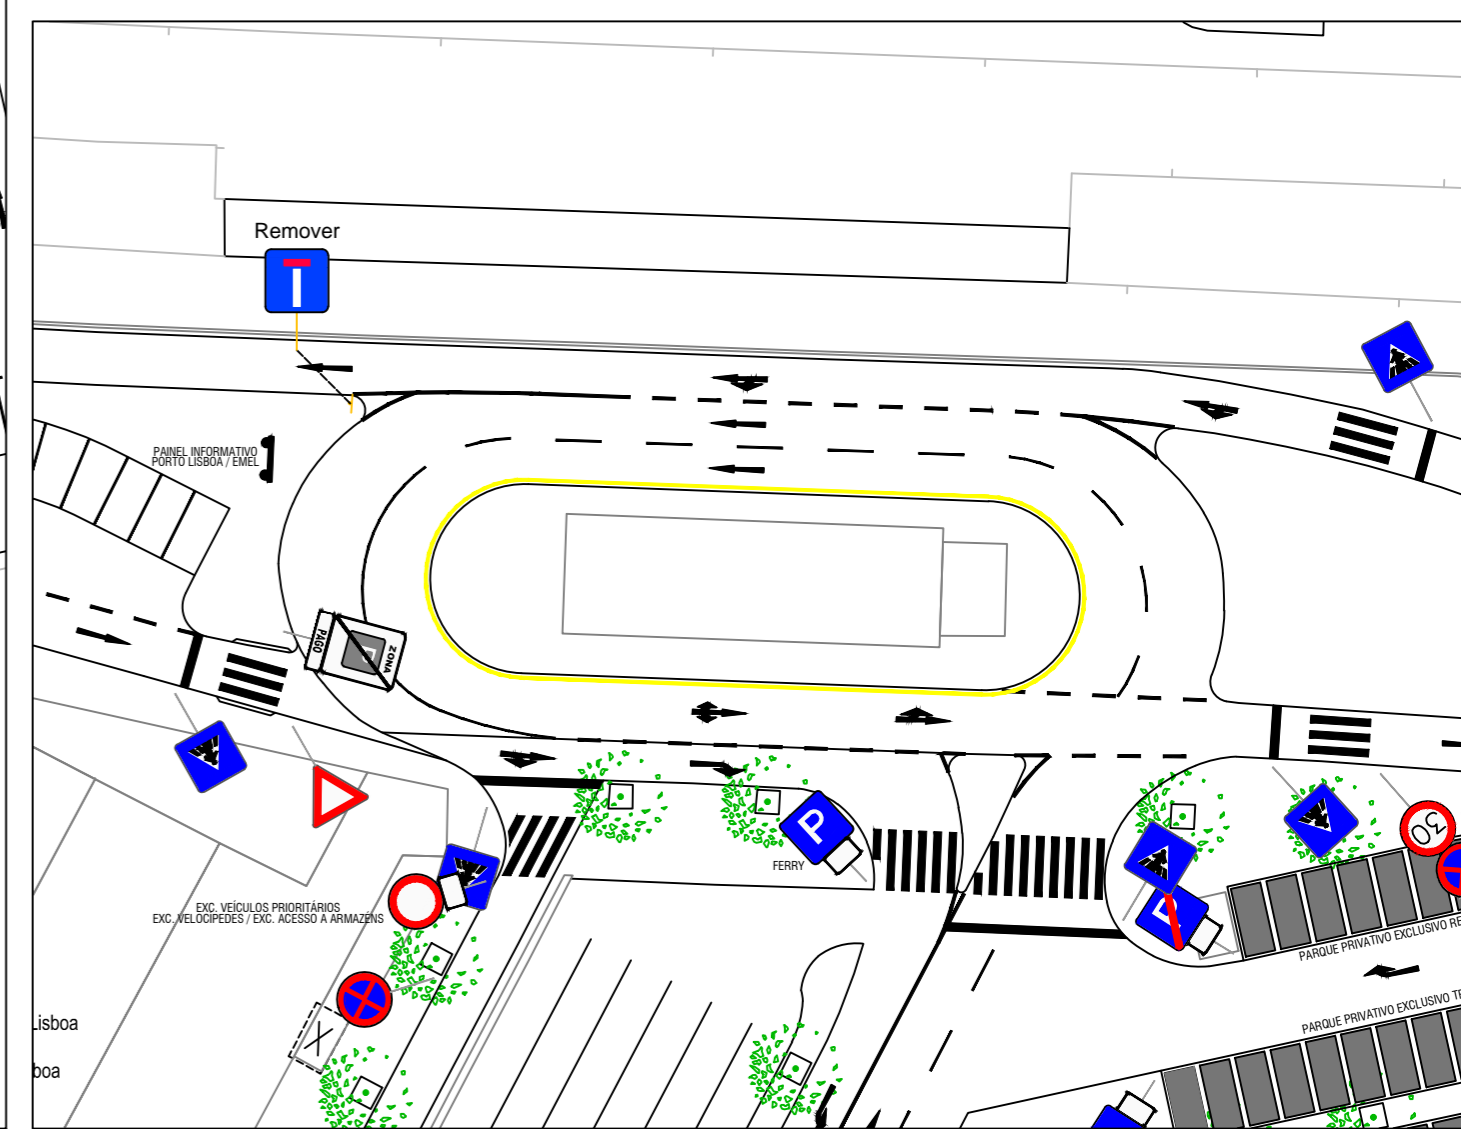 Remover
PAINEL INFORMATIVO
PORTO LISBOA / EMEL
PAGO
ZONA
P
FERRY
30
EXC. VEÍCULOS PRIORITÁRIOS
EXC. VELOCÍPEDES / EXC. ACESSO A ARMAZÉNS
PARQUE PRIVATIVO EXCLUSIVO RE
PARQUE PRIVATIVO EXCLUSIVO
Lisboa
boa